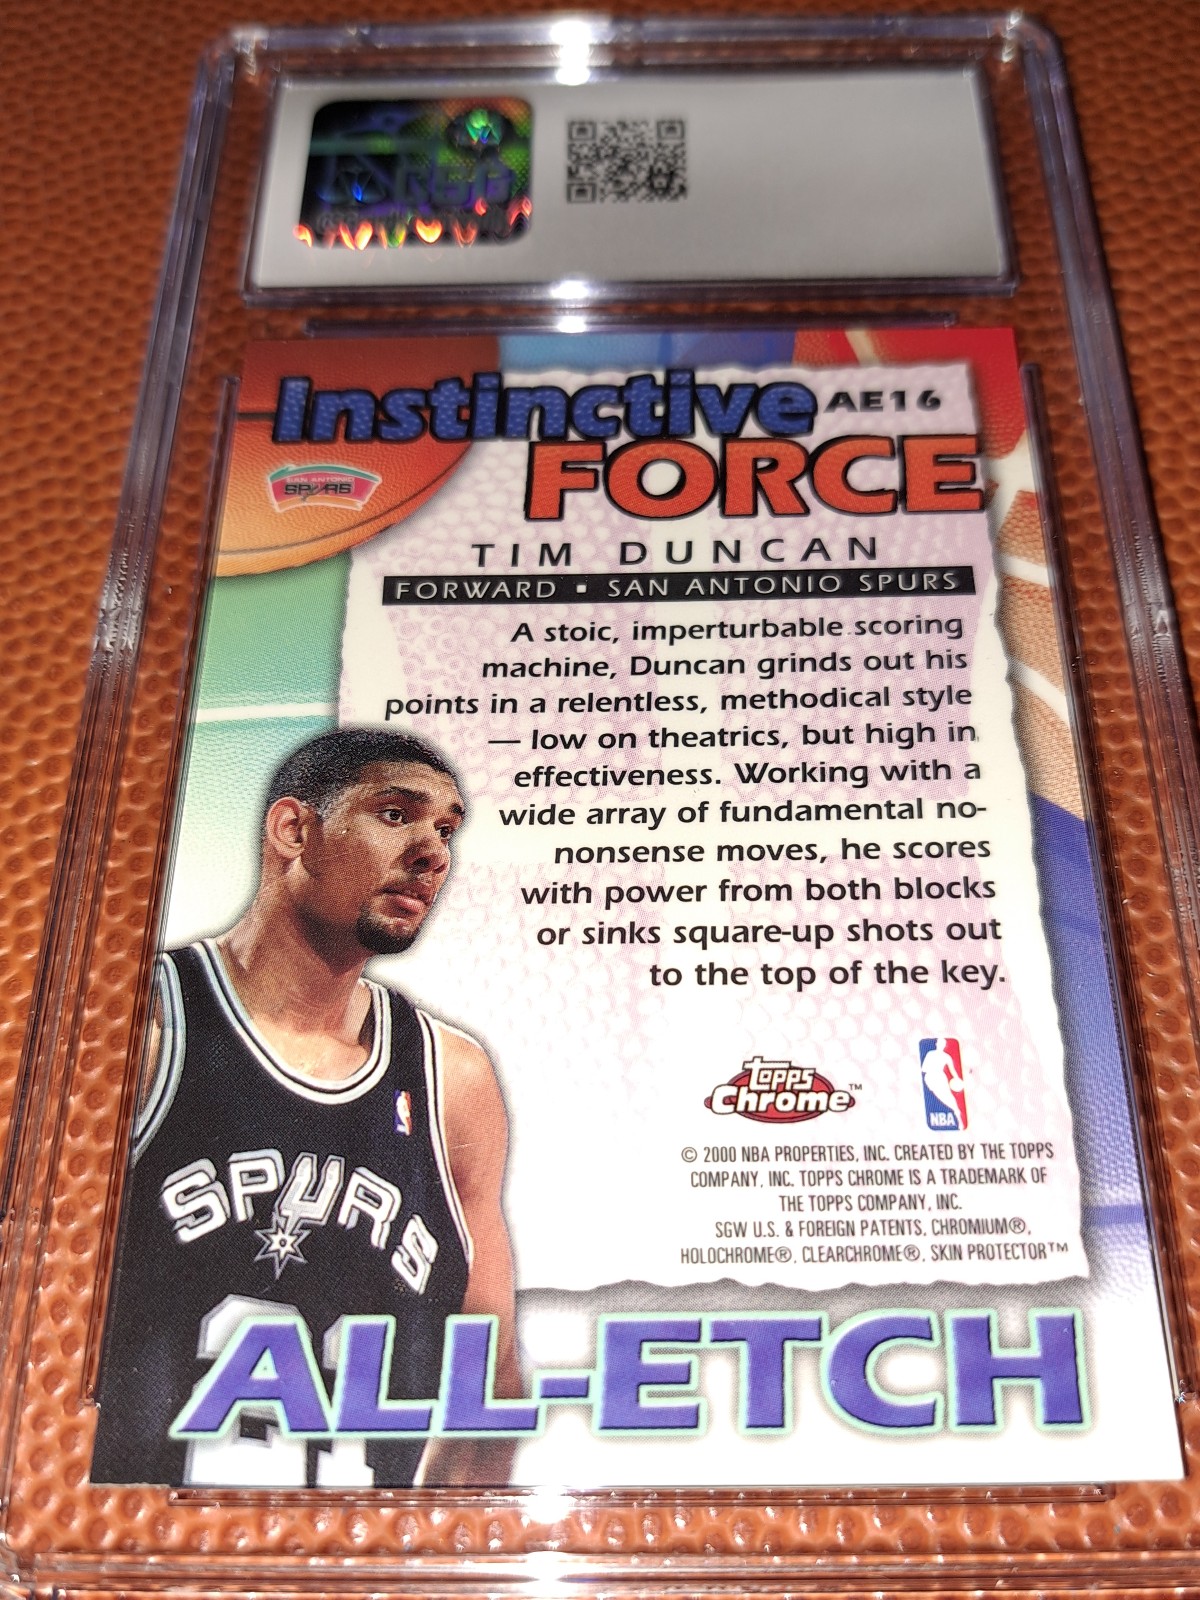 Instinctive AE16
FORCE
SAN ANTONIO
SPURS
TIM DUNCAN
FORWARD ▪ SAN ANTONIO SPURS
A stoic, imperturbable scoring
machine, Duncan grinds out his
points in a relentless, methodical style
— low on theatrics, but high in
effectiveness. Working with a
wide array of fundamental no-
nonsense moves, he scores
with power from both blocks
or sinks square-up shots out
to the top of the key.
Topps
Chrome™
NBA
© 2000 NBA PROPERTIES, INC. CREATED BY THE TOPPS
COMPANY, INC. TOPPS CHROME IS A TRADEMARK OF
THE TOPPS COMPANY, INC.
SGW U.S. & FOREIGN PATENTS, CHROMIUM®,
HOLOCHROME®, CLEARCHROME®, SKIN PROTECTOR™
SPURS
21
ALL-ETCH